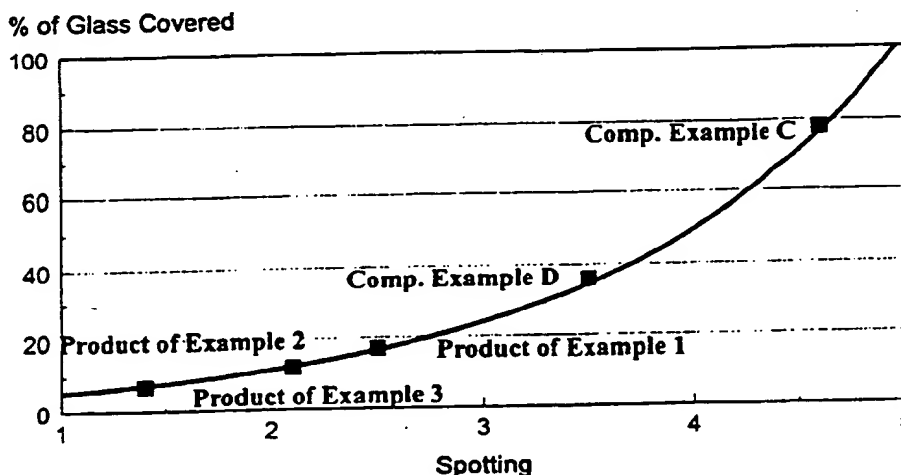 % of Glass Covered
100
80
Comp. Example C
60
40
Comp. Example D
20
Product of Example 2
Product of Example 1
Product of Example 3
0
1
2
3
4
Spotting